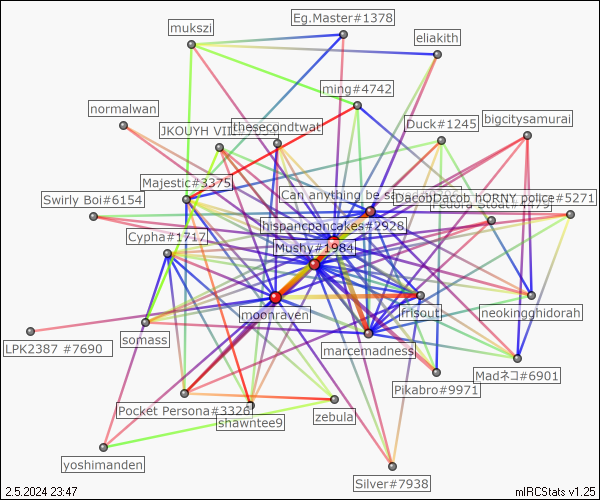 Eg.Master#1378
mukszi
eliakith
ming#4742
normalwan
bigcitysamurai
Duck#1245
JKOUYH VII
thesecondtwat
Majestic#3375
Can anything be
DacobDacob hORNY police#5271
Swirly Boi#6154
hispancpancakes#2928
Cypha#1717
Mushy#1984
moonraven
frisout
neokingghidorah
somass
LPK2387 #7690
marcemadness
Madネコ#6901
Pikabro#9971
Pocket Persona#3326
zebula
shawntee9
yoshimanden
Silver#7938
2.5.2024 23:47
mIRCStats v1.25